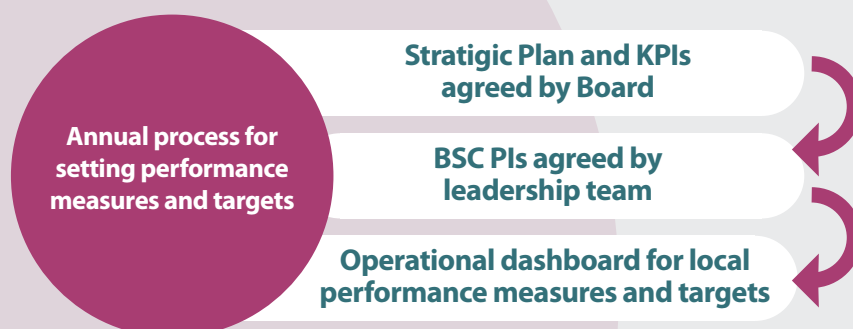 Annual process for
setting performance
measures and targets
Stratigic Plan and KPIs
agreed by Board
BSC PIs agreed by
leadership team
Operational dashboard for local
performance measures and targets